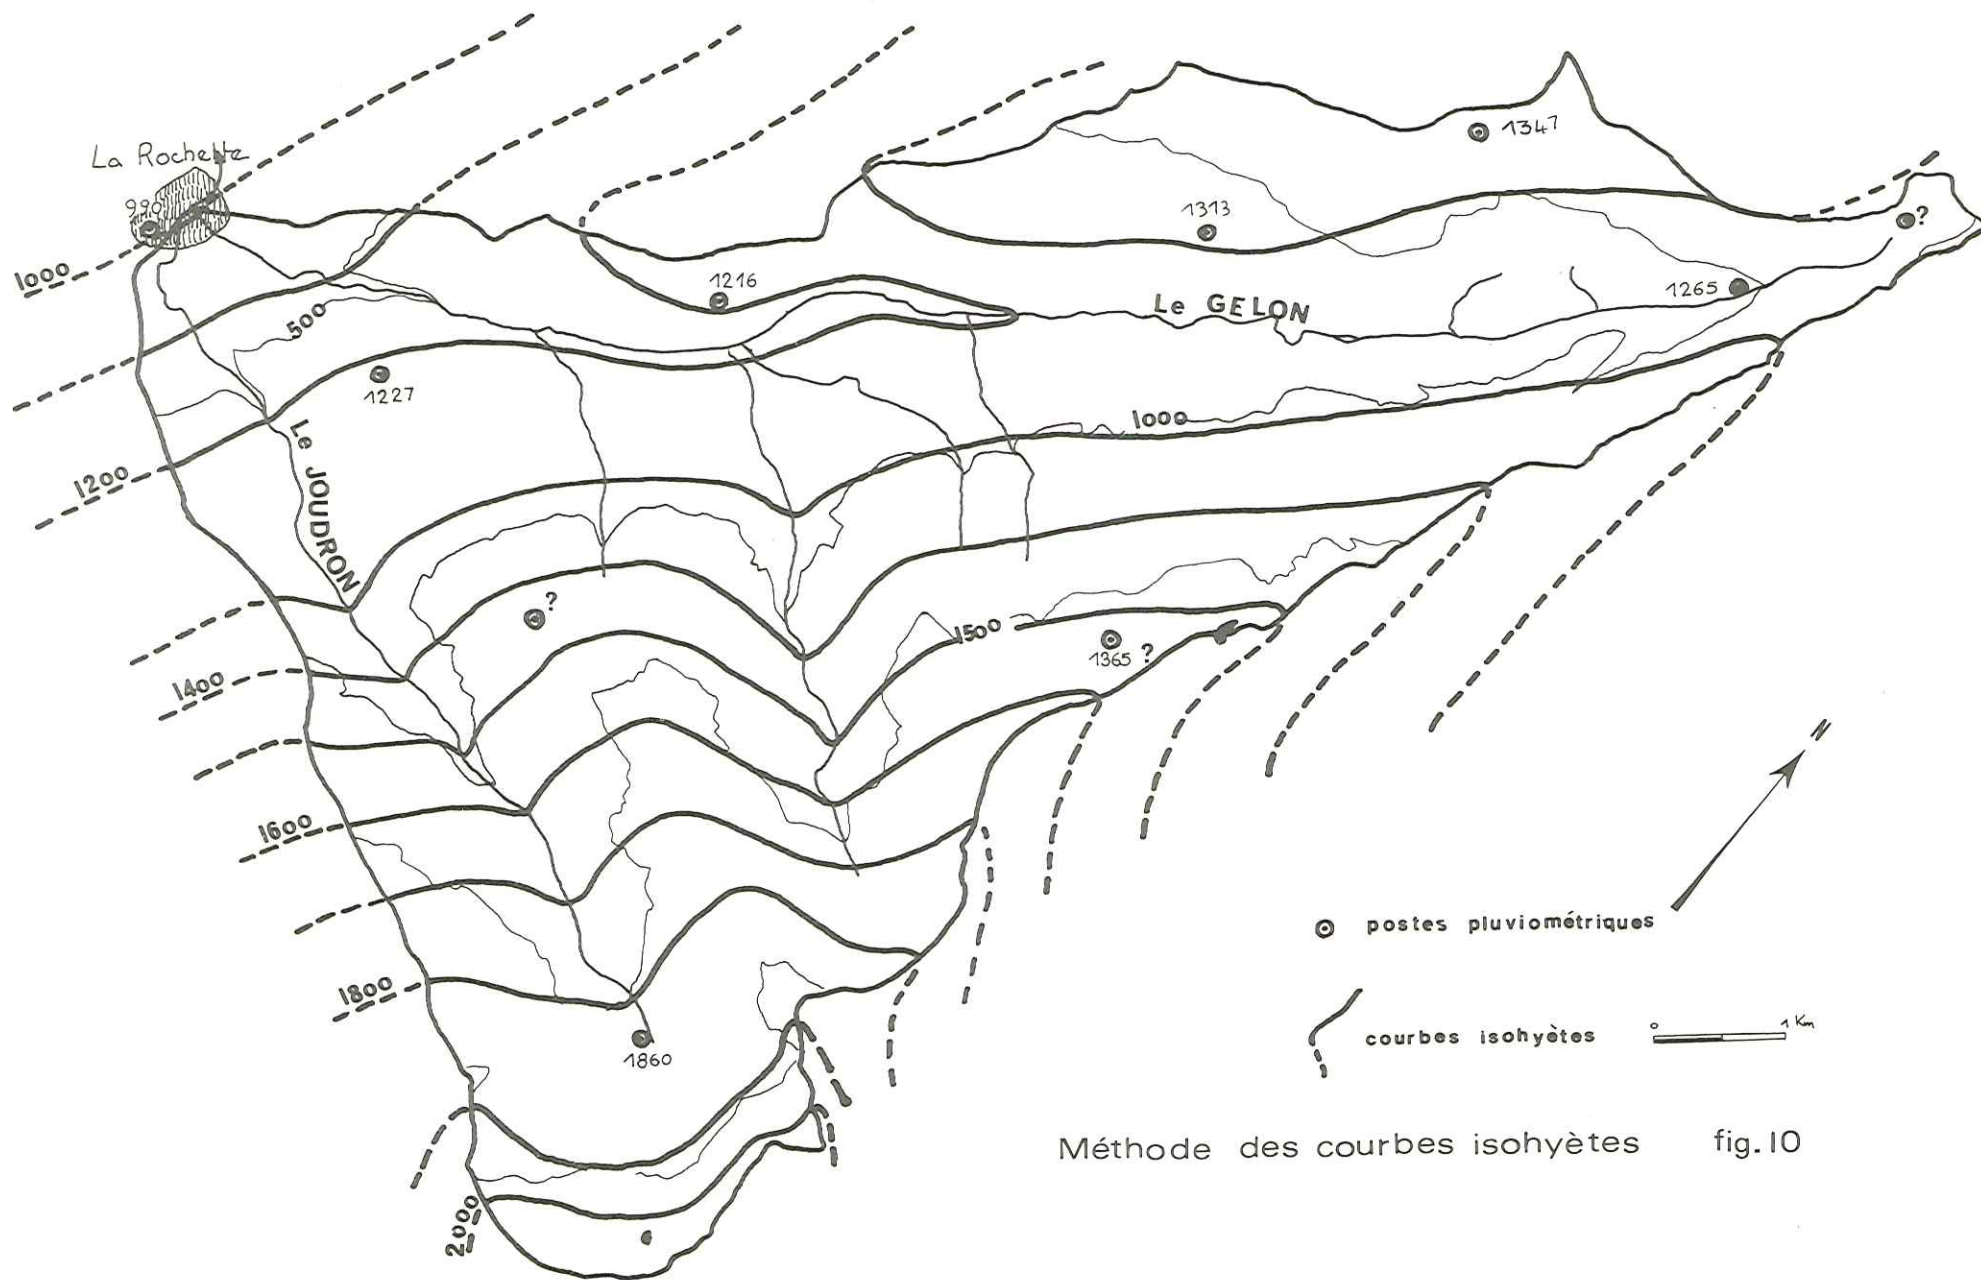 La Rochette
990
1000
500
1216
1313
1347
?
Le GELON
1265
1227
1200
Le JOUDRON
1000
?
1500
1365 ?
1400
1600
1800
1860
2000
N
postes pluviométriques
courbes isohyètes
0 1 Km
Méthode des courbes isohyètes fig.10